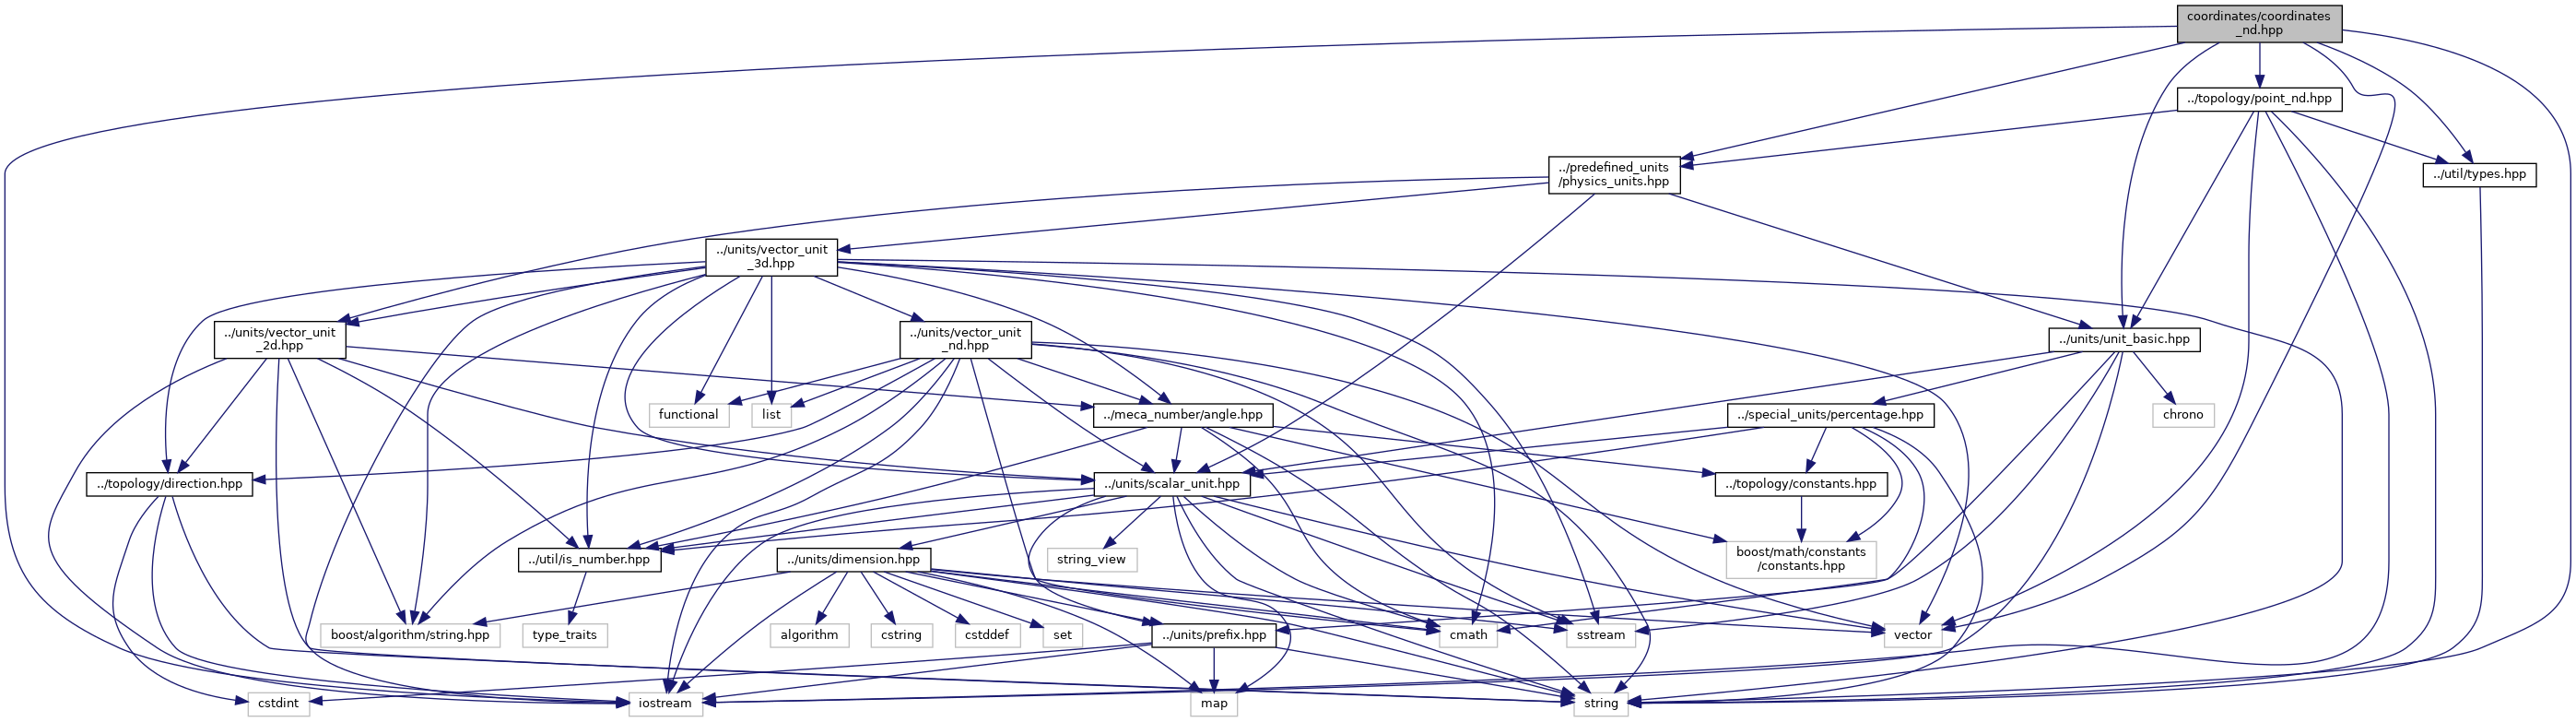 coordinates/coordinates
_nd.hpp
../topology/point_nd.hpp
../predefined_units
/physics_units.hpp
../util/types.hpp
../units/vector_unit
_3d.hpp
../units/vector_unit
_2d.hpp
../units/vector_unit
_nd.hpp
../units/unit_basic.hpp
functional
list
../meca_number/angle.hpp
../special_units/percentage.hpp
chrono
../topology/direction.hpp
../units/scalar_unit.hpp
../topology/constants.hpp
../util/is_number.hpp
../units/dimension.hpp
string_view
boost/math/constants
/constants.hpp
boost/algorithm/string.hpp
type_traits
algorithm
cstring
cstddef
set
../units/prefix.hpp
cmath
sstream
vector
cstdint
iostream
map
string